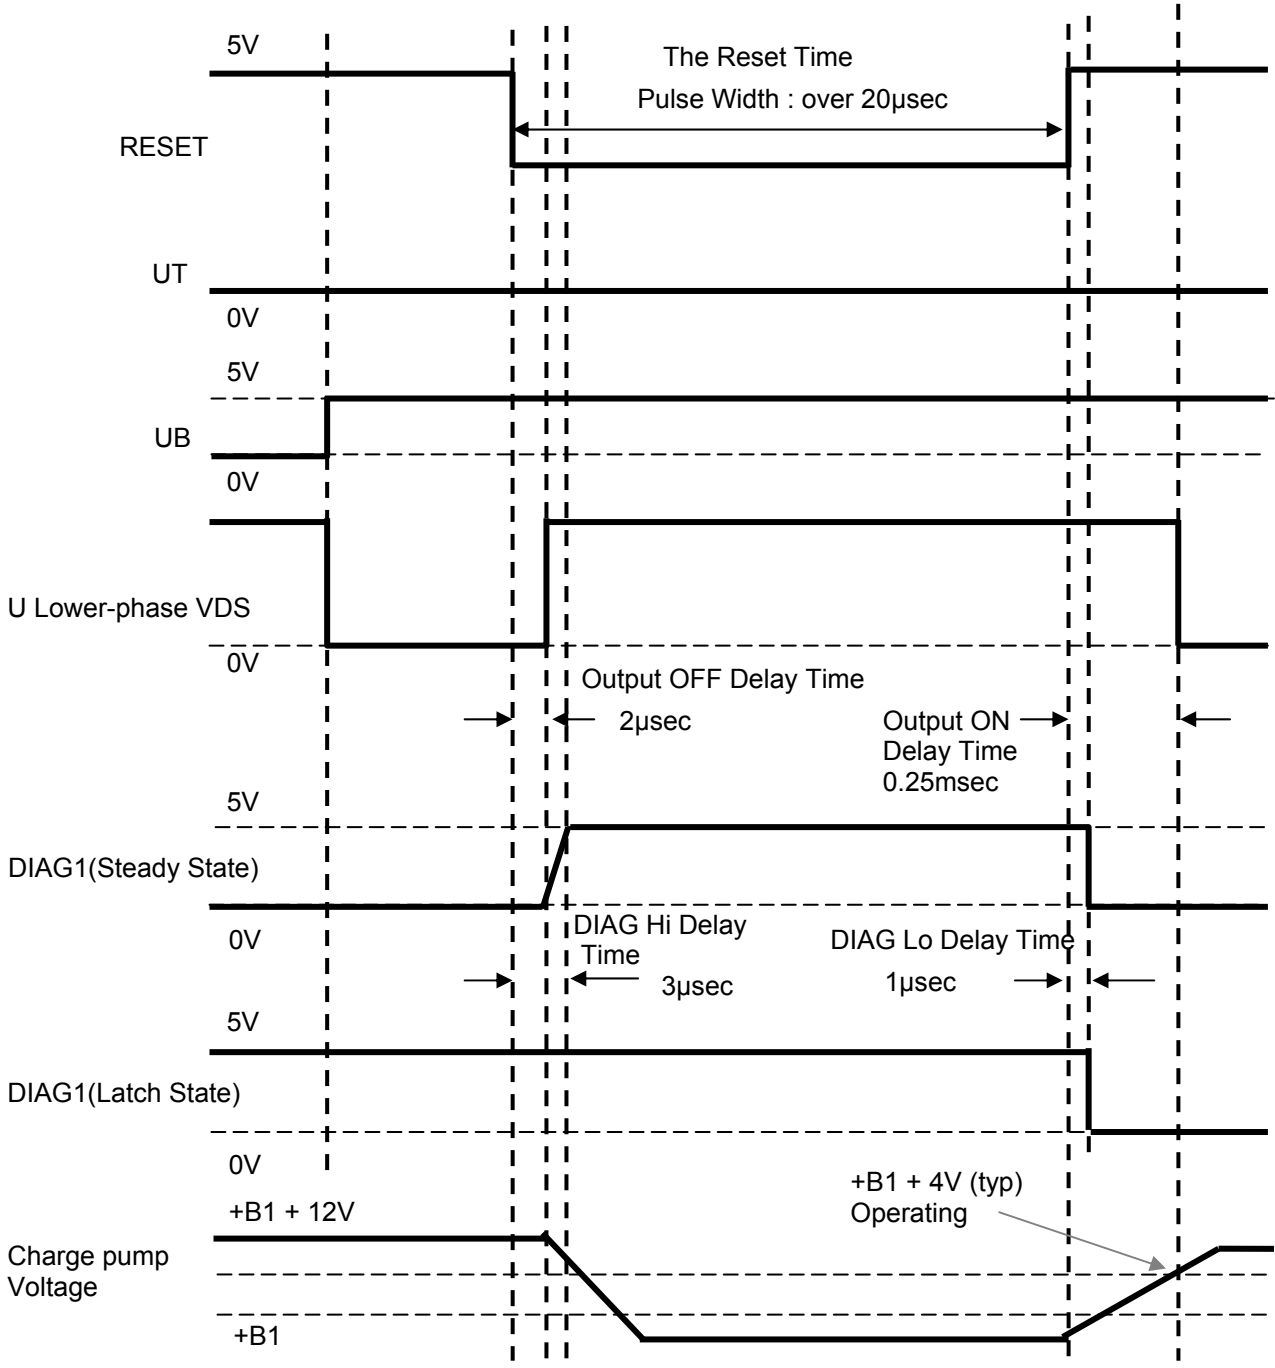 5V
The Reset Time
Pulse Width : over 20µsec
RESET
UT
0V
5V
UB
0V
U Lower-phase VDS
0V
Output OFF Delay Time
2µsec
Output ON
Delay Time
0.25msec
5V
DIAG1(Steady State)
0V
DIAG Hi Delay
Time
3µsec
DIAG Lo Delay Time
1µsec
5V
DIAG1(Latch State)
0V
+B1 + 4V (typ)
Operating
+B1 + 12V
Charge pump
Voltage
+B1